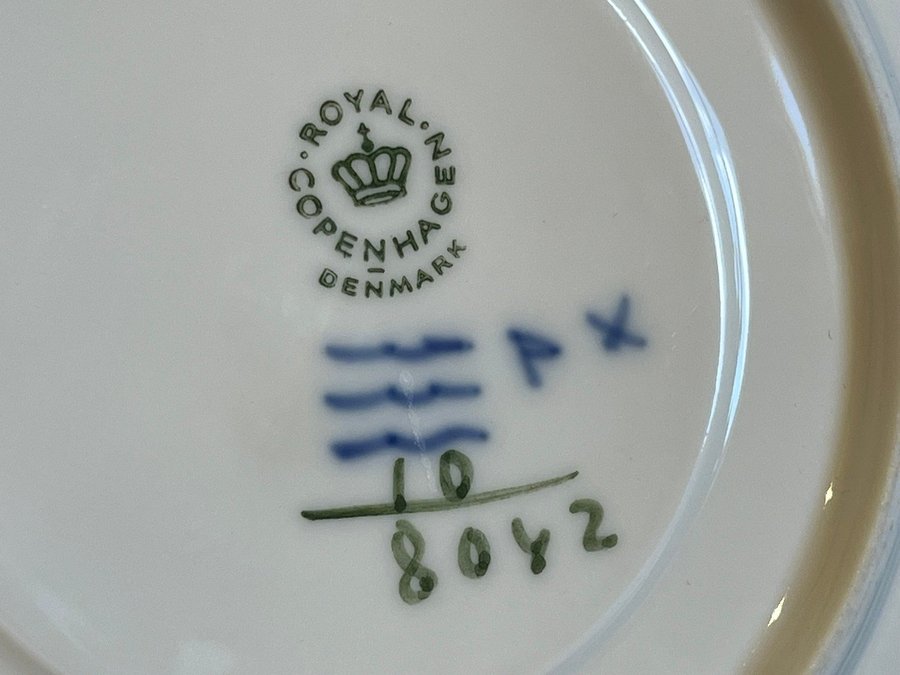 · ROYAL · COPENHAGEN
DENMARK
X
10
8042